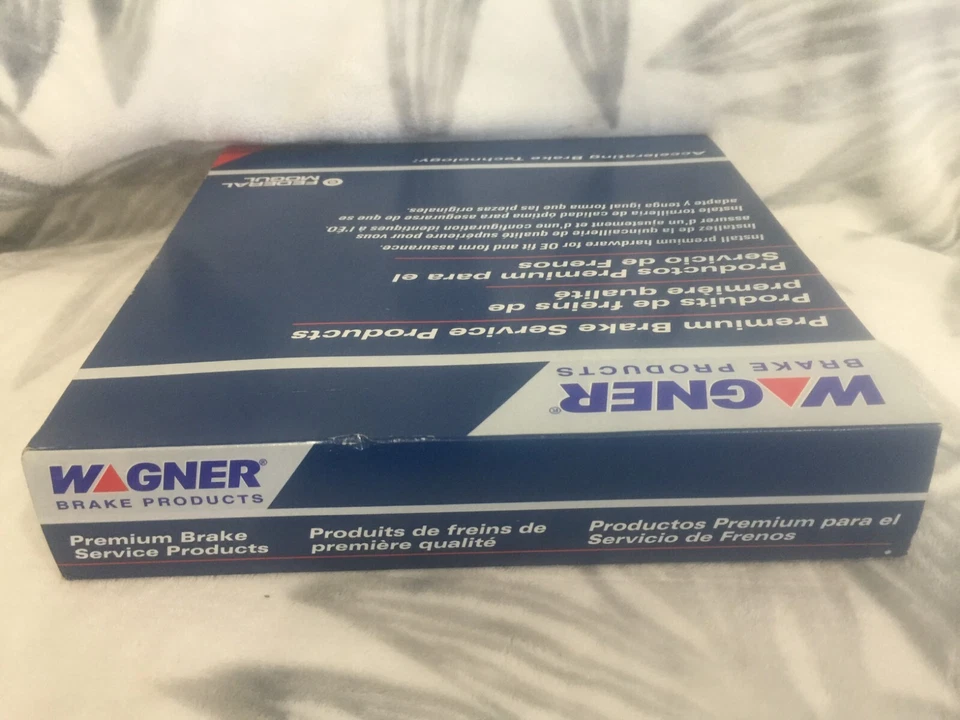 Accelerating Brake Technology!
FEDERAL
MOGUL
WAGNER®
BRAKE PRODUCTS
Premium Brake Service Products
Produits de freins de
première qualité
Productos Premium para el
Servicio de Frenos
Install premium hardware for OE fit and form assurance.
Installez de la quincaillerie de qualité supérieure pour vous
assurer d'un ajustement et d'une configuration identiques à l'ÉO.
Instale tornillería de calidad óptima para asegurarse de que se
adapte y tenga igual forma que las piezas originales.
WAGNER®
BRAKE PRODUCTS
Premium Brake
Service Products
Produits de freins de
première qualité
Productos Premium para el
Servicio de Frenos